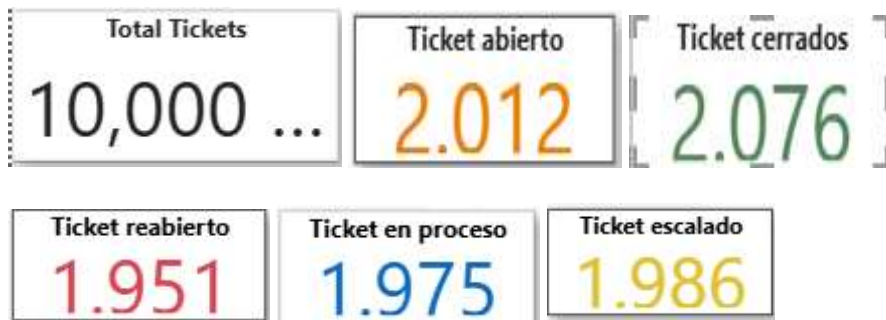 Total Tickets
10,000 ...
Ticket abierto
2.012
Ticket cerrados
2.076
Ticket reabierto
1.951
Ticket en proceso
1.975
Ticket escalado
1.986